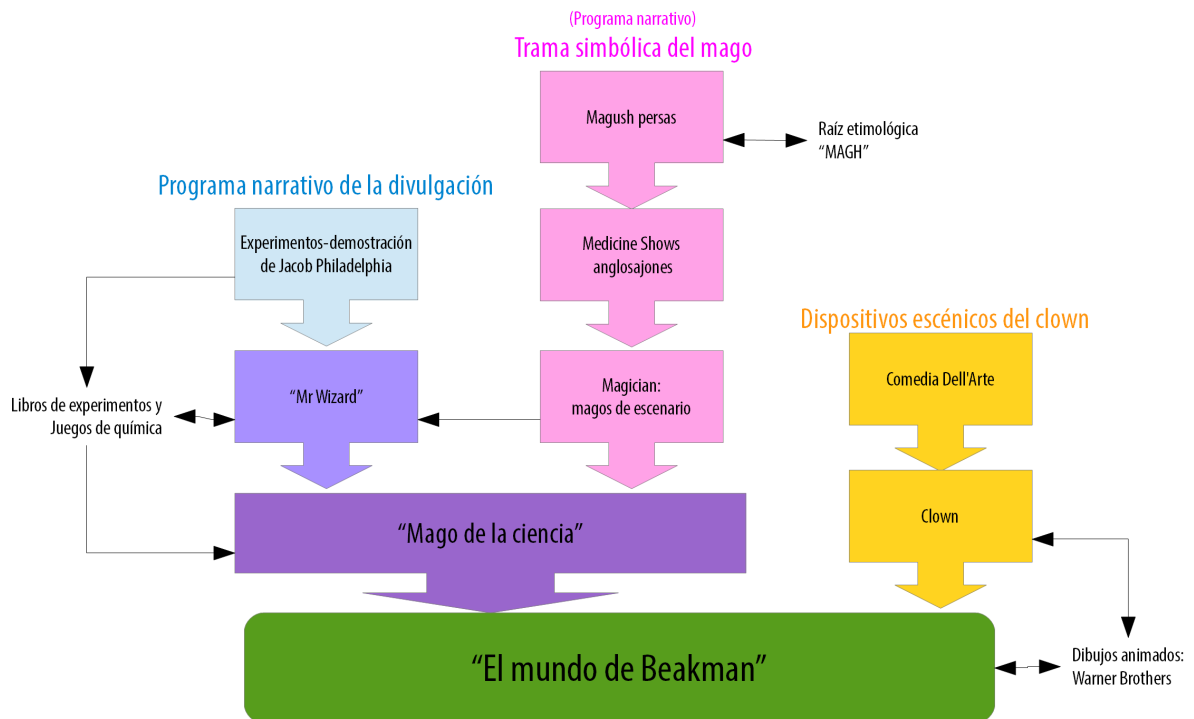 (Programa narrativo)
Trama simbólica del mago
Magush persas
Raíz etimológica
“MAGH”
Programa narrativo de la divulgación
Experimentos-demostración
de Jacob Philadelphia
Medicine Shows
anglosajones
Dispositivos escénicos del clown
Comedia Dell'Arte
“Mr Wizard”
Magician:
magos de escenario
Libros de experimentos y
Juegos de química
“Mago de la ciencia”
Clown
“El mundo de Beakman”
Dibujos animados:
Warner Brothers